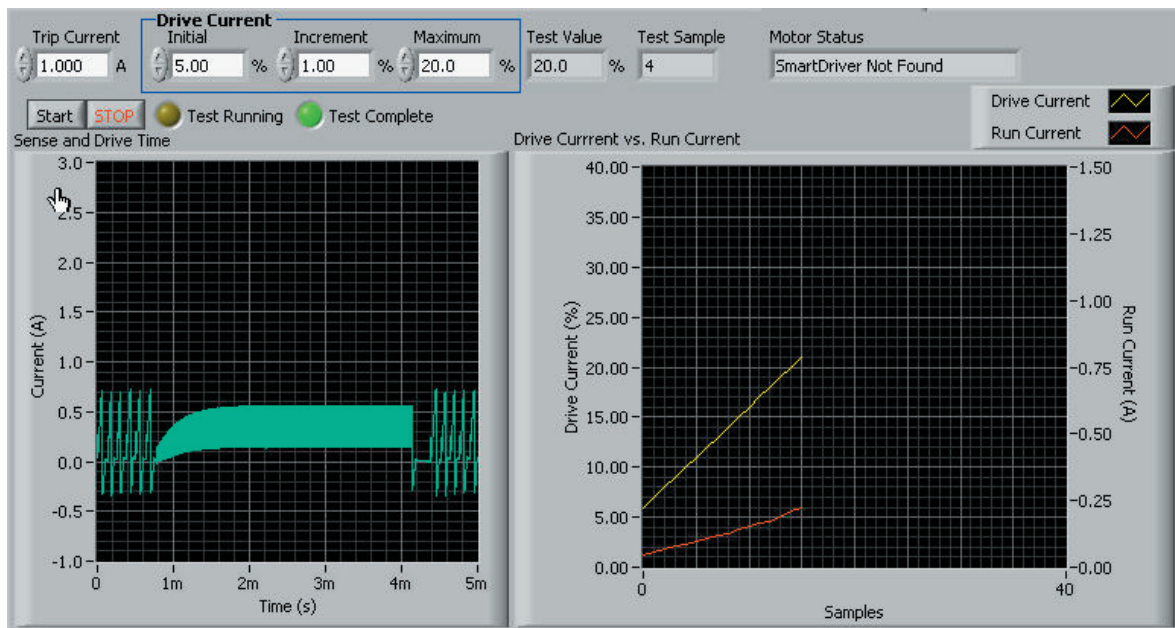 Drive Current
Trip Current Initial Increment Maximum Test Value Test Sample Motor Status
1.000 A 5.00 % 1.00 % 20.0 % 20.0 % 4 SmartDriver Not Found
Start STOP Test Running Test Complete
Drive Current
Run Current
Sense and Drive Time
3.0
2.5
2.0
1.5
1.0
0.5
0.0
-0.5
-1.0
Current (A)
0 1m 2m 3m 4m 5m
Time (s)
Drive Currrent vs. Run Current
40.00
35.00
30.00
25.00
20.00
15.00
10.00
5.00
0.00
Drive Current (%)
1.50
1.25
1.00
0.75
0.50
0.25
0.00
Run Current (A)
0 40
Samples